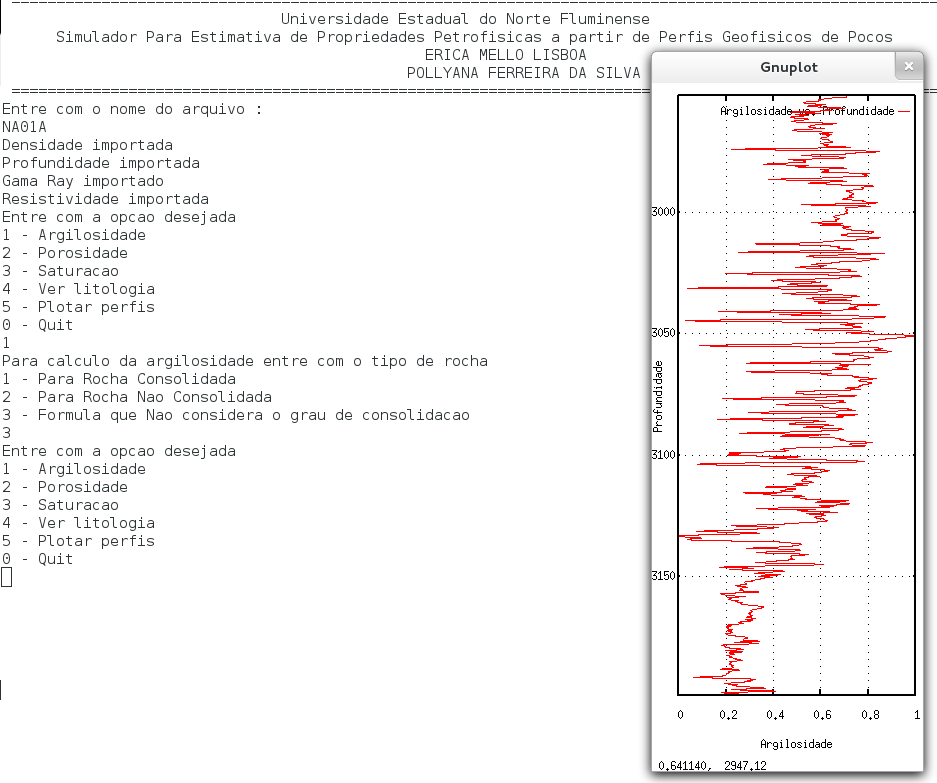 Universidade Estadual do Norte Fluminense
Simulador Para Estimativa de Propriedades Petrofisicas a partir de Perfis Geofisicos de Pocos
ERICA MELLO LISBOA
POLLYANA FERREIRA DA SILVA
Entre com o nome do arquivo :
NA01A
Densidade importada
Profundidade importada
Gama Ray importado
Resistividade importada
Entre com a opcao desejada
1 - Argilosidade
2 - Porosidade
3 - Saturacao
4 - Ver litologia
5 - Plotar perfis
0 - Quit
1
Para calculo da argilosidade entre com o tipo de rocha
1 - Para Rocha Consolidada
2 - Para Rocha Nao Consolidada
3 - Formula que Nao considera o grau de consolidacao
3
Entre com a opcao desejada
1 - Argilosidade
2 - Porosidade
3 - Saturacao
4 - Ver litologia
5 - Plotar perfis
0 - Quit
Gnuplot
Argilosidade vs. Profundidade
3000
3050
3100
3150
Profundidade
0 0.2 0.4 0.6 0.8 1
Argilosidade
0.641140, 2947.12